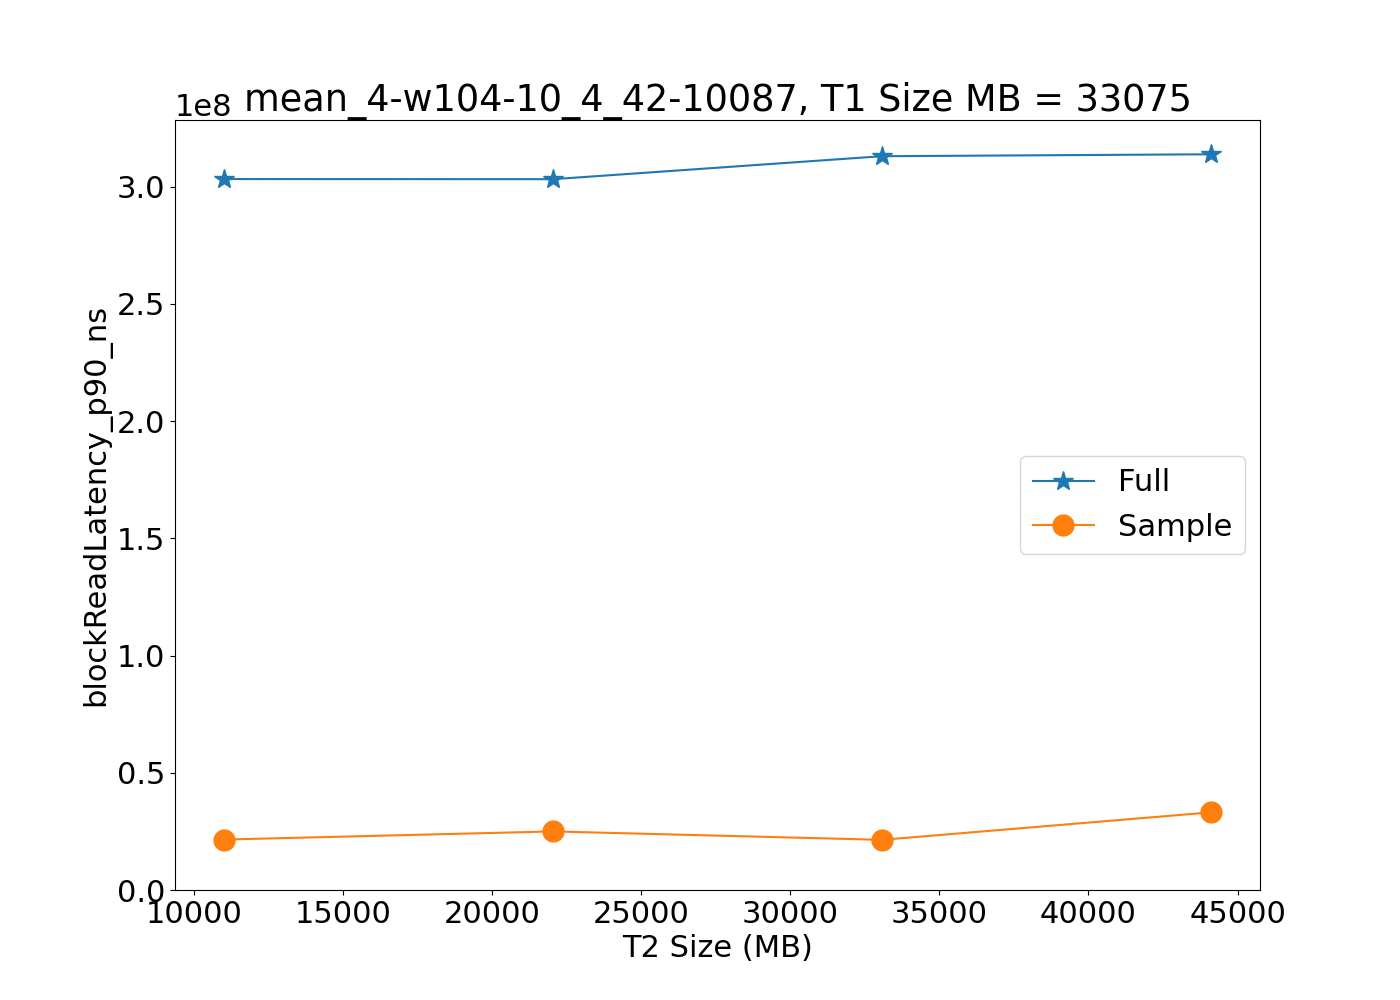 1e8
mean_4-w104-10_4_42-10087, T1 Size MB = 33075
blockReadLatency_p90_ns
3.0
2.5
2.0
1.5
1.0
0.5
0.0
Full
Sample
10000 15000 20000 25000 30000 35000 40000 45000
T2 Size (MB)